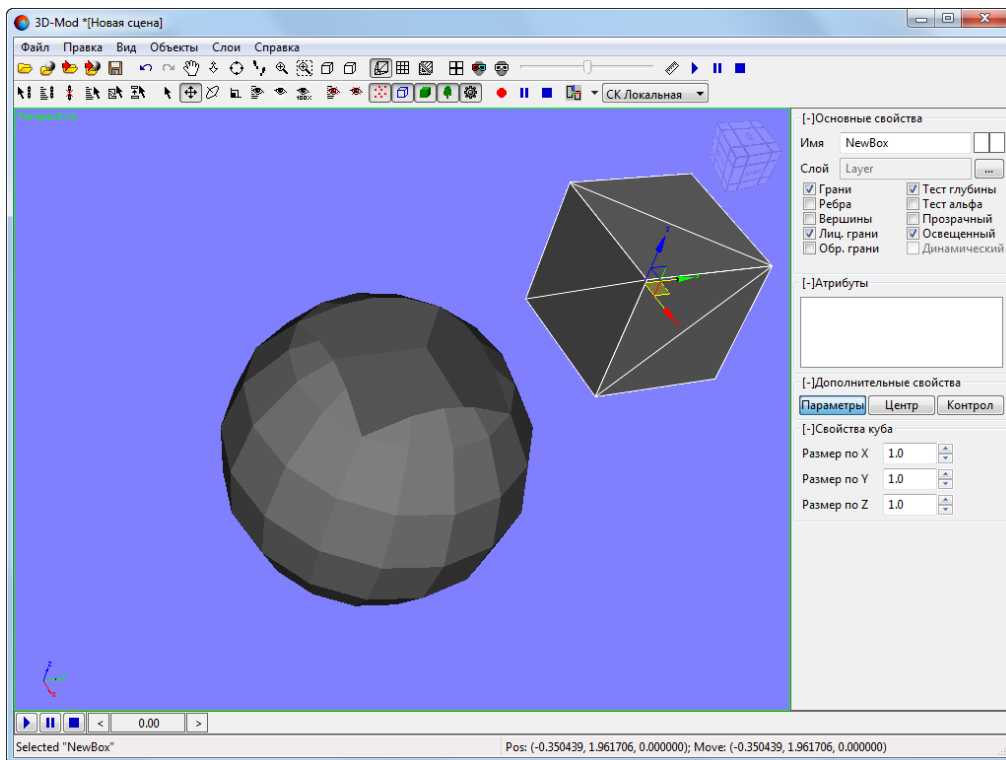 3D-Mod *[Новая сцена]
Файл Правка Вид Объекты Слои Справка
СК Локальная
Perspective
[-]Основные свойства
Имя NewBox
Слой Layer ...
Грани Тест глубины
Ребра Тест альфа
Вершины Прозрачный
Лиц. грани Освещенный
Обр. грани Динамический
[-]Атрибуты
[-]Дополнительные свойства
Параметры Центр Контрол
[-]Свойства куба
Размер по X 1.0
Размер по Y 1.0
Размер по Z 1.0
z
z
< 0.00 >
Selected "NewBox" Pos: (-0.350439, 1.961706, 0.000000); Move: (-0.350439, 1.961706, 0.000000)